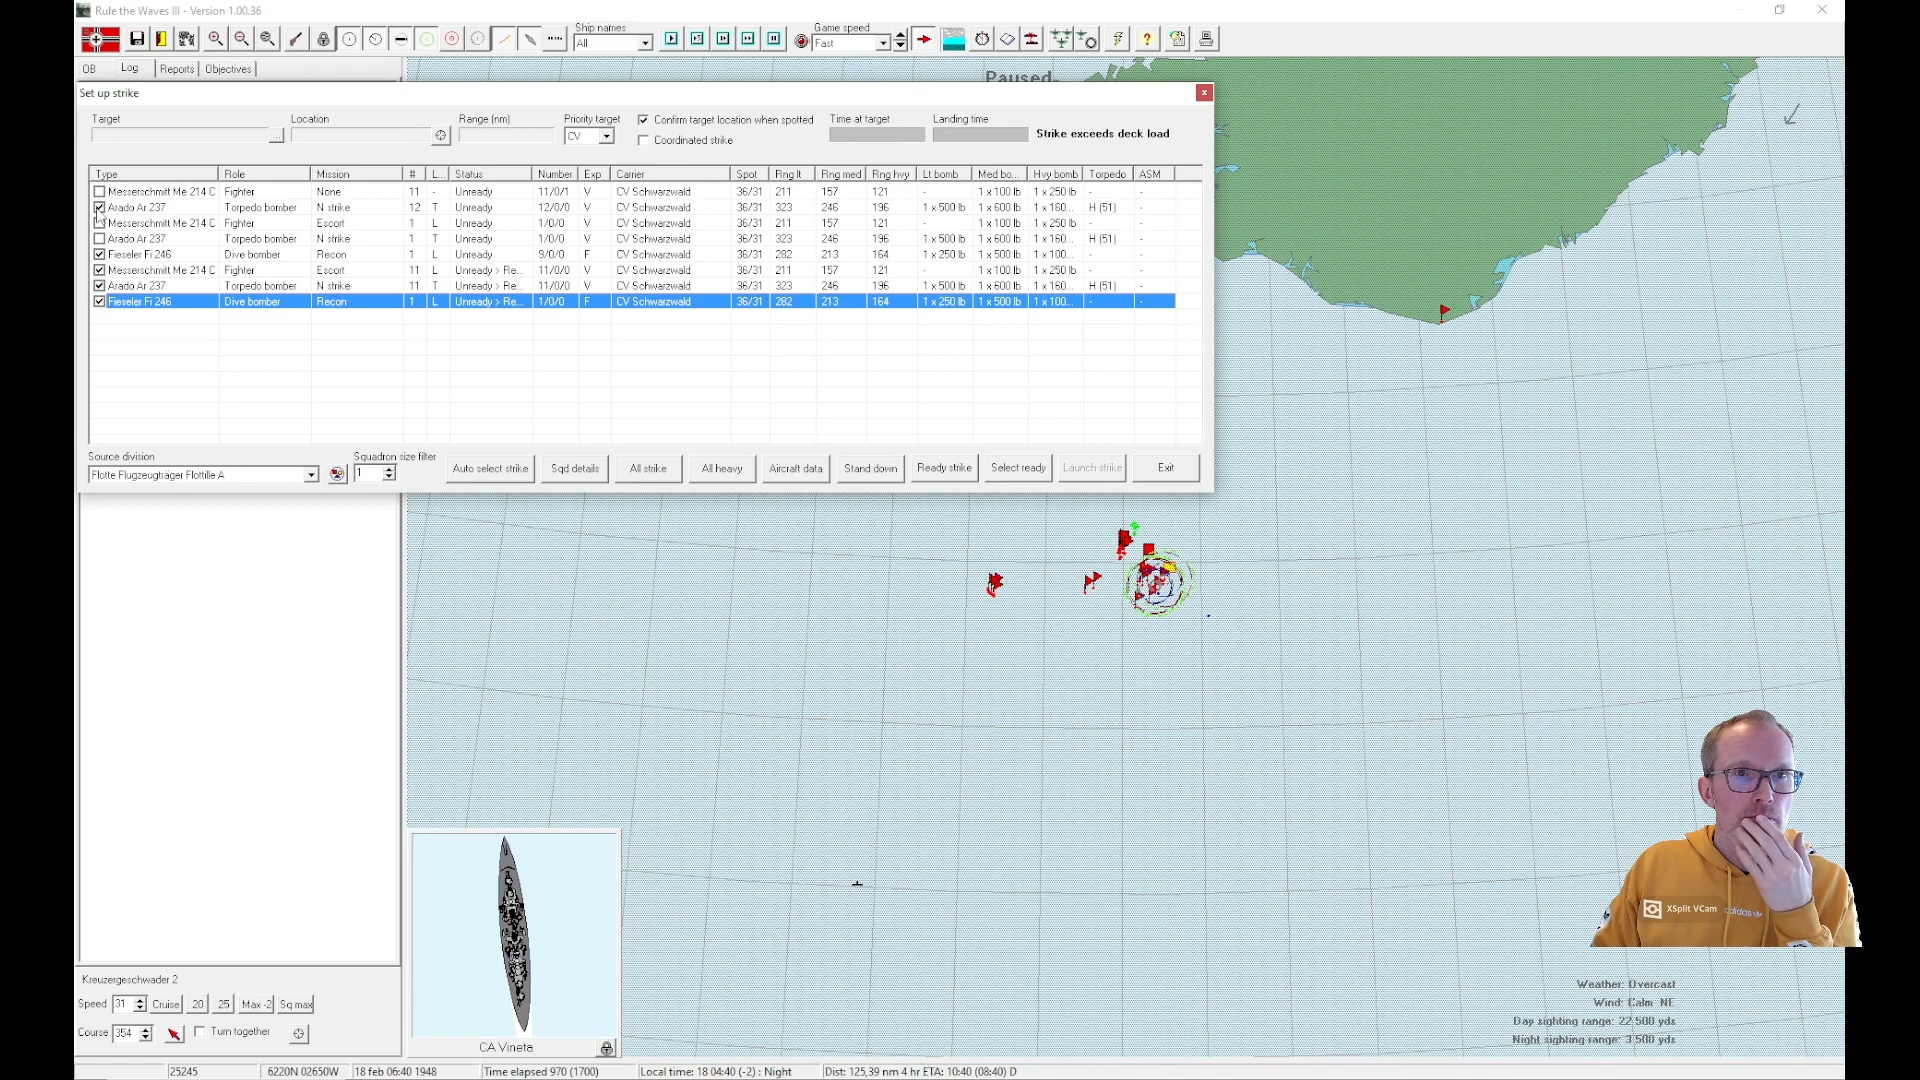 Rule the Waves III - Version 1.00.36
Ship names
All
Game speed
Fast
OB Log Reports Objectives
Paused
Set up strike
Target Location Range (nm) Priority target Confirm target location when spotted Time at target Landing time
CV Coordinated strike Strike exceeds deck load
Type Role Mission # L... Status Number Exp Carrier Spot Rng lt Rng med Rng hvy Lt bomb Med bo... Hvy bomb Torpedo ASM
Messerschmitt Me 214 C Fighter None 11 - Unready 11/0/1 V CV Schwarzwald 36/31 211 157 121 - 1 x 100 lb 1 x 250 lb - -
Arado Ar 237 Torpedo bomber N strike 12 T Unready 12/0/0 V CV Schwarzwald 36/31 323 246 196 1 x 500 lb 1 x 600 lb 1 x 160... H (51) -
Messerschmitt Me 214 C Fighter Escort 1 L Unready 1/0/0 V CV Schwarzwald 36/31 211 157 121 - 1 x 100 lb 1 x 250 lb - -
Arado Ar 237 Torpedo bomber N strike 1 T Unready 1/0/0 V CV Schwarzwald 36/31 323 246 196 1 x 500 lb 1 x 600 lb 1 x 160... H (51) -
Fieseler Fi 246 Dive bomber Recon 1 L Unready 9/0/0 F CV Schwarzwald 36/31 282 213 164 1 x 250 lb 1 x 500 lb 1 x 100... - -
Messerschmitt Me 214 C Fighter Escort 11 L Unready > Re... 11/0/0 V CV Schwarzwald 36/31 211 157 121 - 1 x 100 lb 1 x 250 lb - -
Arado Ar 237 Torpedo bomber N strike 11 T Unready > Re... 11/0/0 V CV Schwarzwald 36/31 323 246 196 1 x 500 lb 1 x 600 lb 1 x 160... H (51) -
Fieseler Fi 246 Dive bomber Recon 1 L Unready > Re... 1/0/0 F CV Schwarzwald 36/31 282 213 164 1 x 250 lb 1 x 500 lb 1 x 100... - -
Source division Squadron size filter
Flotte Flugzeugträger Flottille A 1 Auto select strike Sqd details All strike All heavy Aircraft data Stand down Ready strike Select ready Launch strike Exit
XSplit VCam adidas
Kreuzergeschwader 2
Speed 31 Cruise 20 25 Max -2 Sq max
Course 354 Turn together
CA Vineta
Weather: Overcast
Wind: Calm NE
Day sighting range: 22 500 yds
Night sighting range: 3 500 yds
25245 6220N 02650W 18 feb 06:40 1948 Time elapsed 970 (1700) Local time: 18 04:40 (-2) : Night Dist: 125,39 nm 4 hr ETA: 10:40 (08:40) D